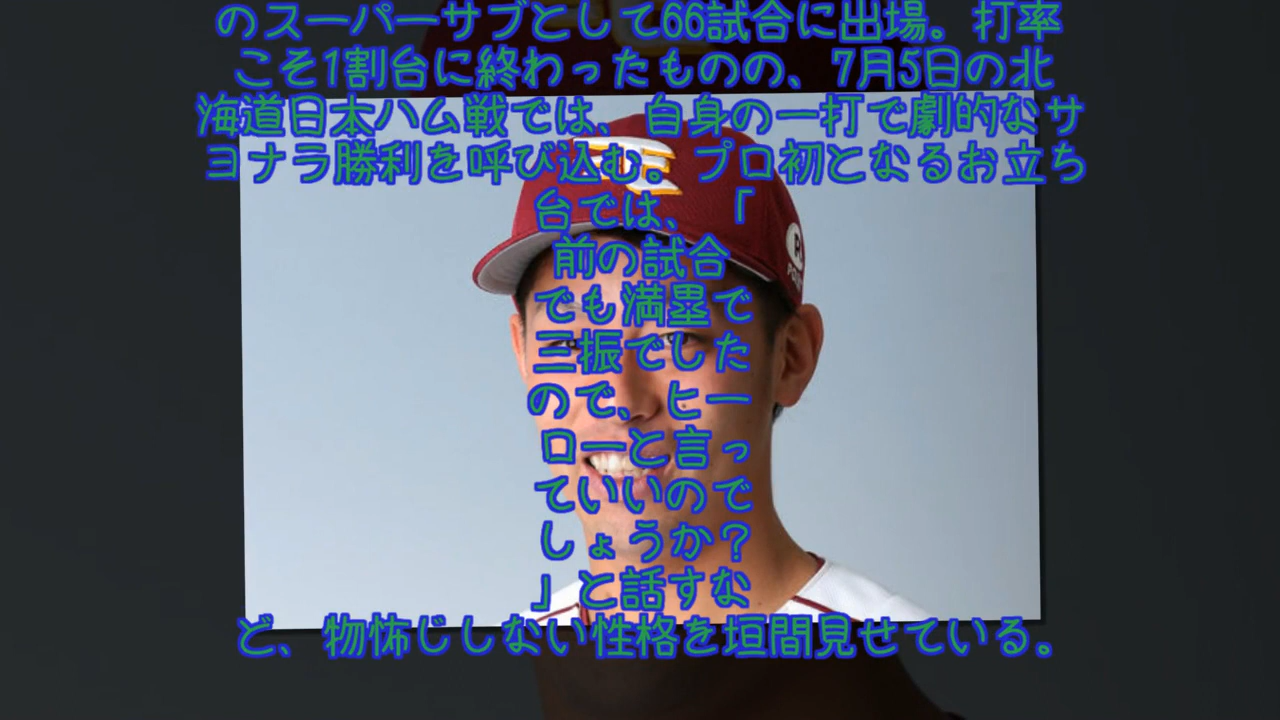 のスーパーサブとして66試合に出場。打率
こそ1割台に終わったものの、7月5日の北
海道日本ハム戦では、自身の一打で劇的なサ
ヨナラ勝利を呼び込む。プロ初となるお立ち
台では、「
前の試合
でも満塁で
三振でした
ので、ヒー
ローと言っ
ていいので
しょうか?
」と話すな
ど、物怖じしない性格を垣間見せている。